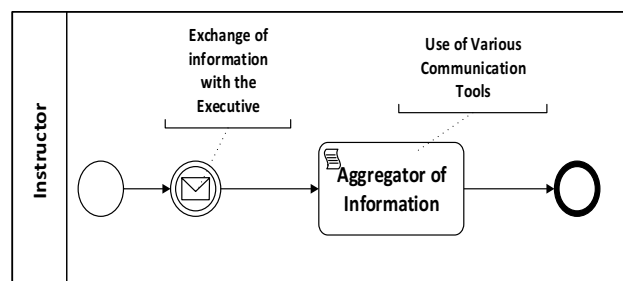 Instructor
Exchange of
information
with the
Executive
Use of Various
Communication
Tools
Aggregator of
Information